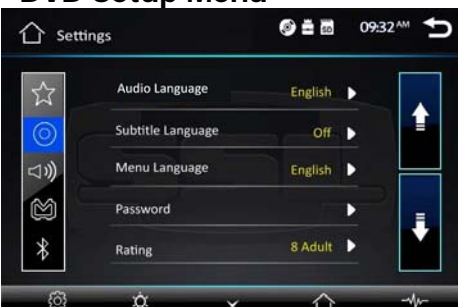 DVD Setup Menu
Settings
SD
09:32 AM
Audio Language English
Subtitle Language Off
Menu Language English
Password
Rating 8 Adult